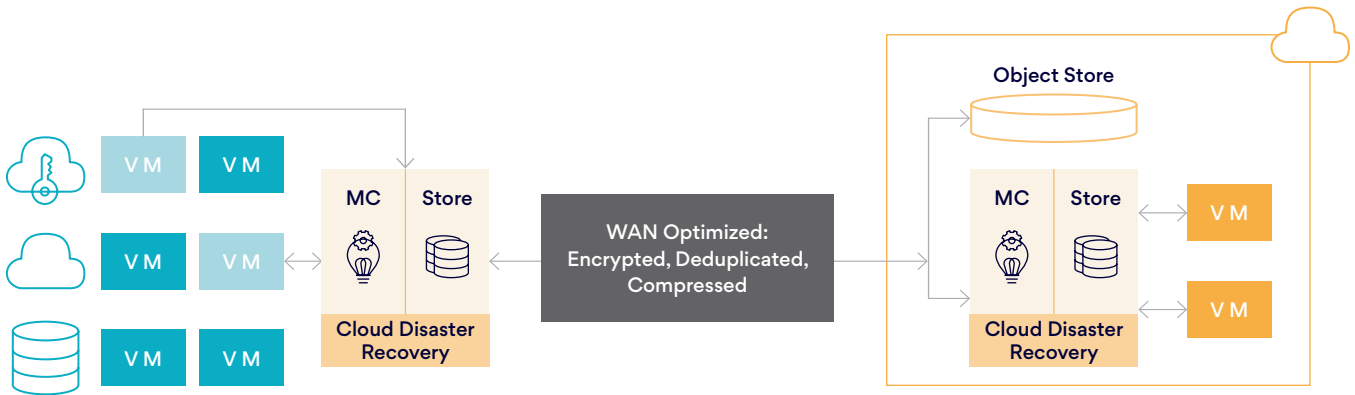 V M
V M
V M
V M
V M
V M
MC
Store
Cloud Disaster
Recovery
WAN Optimized:
Encrypted, Deduplicated,
Compressed
Object Store
MC
Store
Cloud Disaster
Recovery
V M
V M